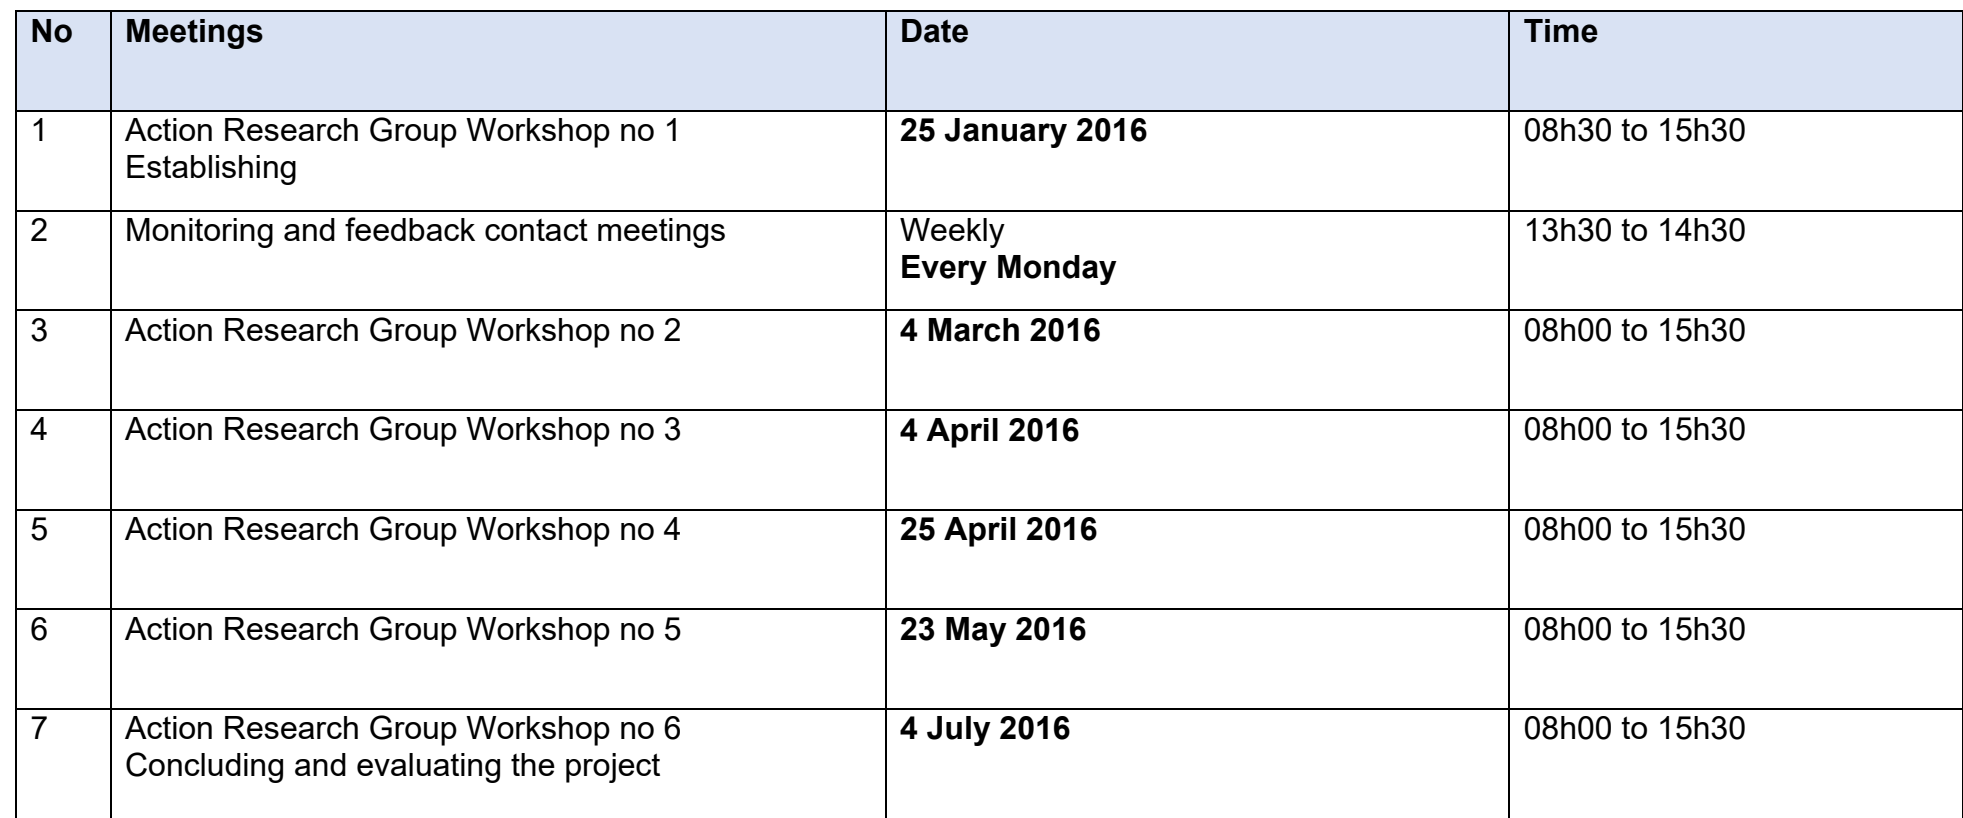 No Meetings Date Time
1 Action Research Group Workshop no 1 25 January 2016 08h30 to 15h30
Establishing
2 Monitoring and feedback contact meetings Weekly 13h30 to 14h30
Every Monday
3 Action Research Group Workshop no 2 4 March 2016 08h00 to 15h30
4 Action Research Group Workshop no 3 4 April 2016 08h00 to 15h30
5 Action Research Group Workshop no 4 25 April 2016 08h00 to 15h30
6 Action Research Group Workshop no 5 23 May 2016 08h00 to 15h30
7 Action Research Group Workshop no 6 4 July 2016 08h00 to 15h30
Concluding and evaluating the project